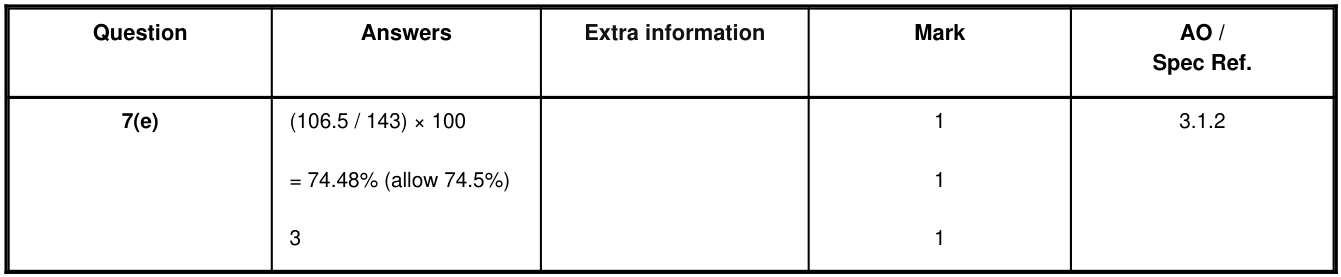 Question Answers Extra information Mark AO /
Spec Ref.
7(e) (106.5 / 143) × 100 1 3.1.2
= 74.48% (allow 74.5%) 1
3 1